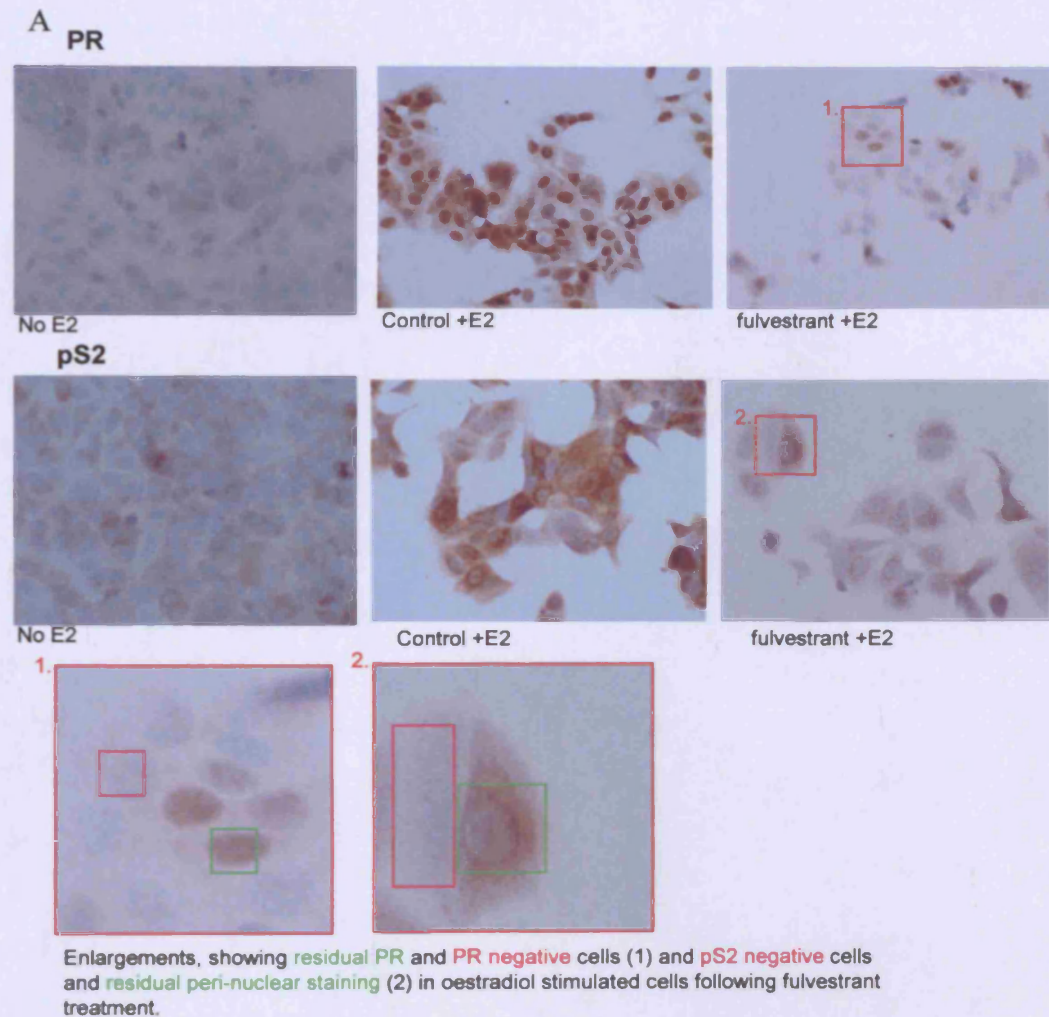 A
PR
1.
No E2
Control +E2
fulvestrant +E2
pS2
2.
No E2
Control +E2
fulvestrant +E2
1.
2.
Enlargements, showing residual PR and PR negative cells (1) and pS2 negative cells
and residual peri-nuclear staining (2) in oestradiol stimulated cells following fulvestrant
treatment.